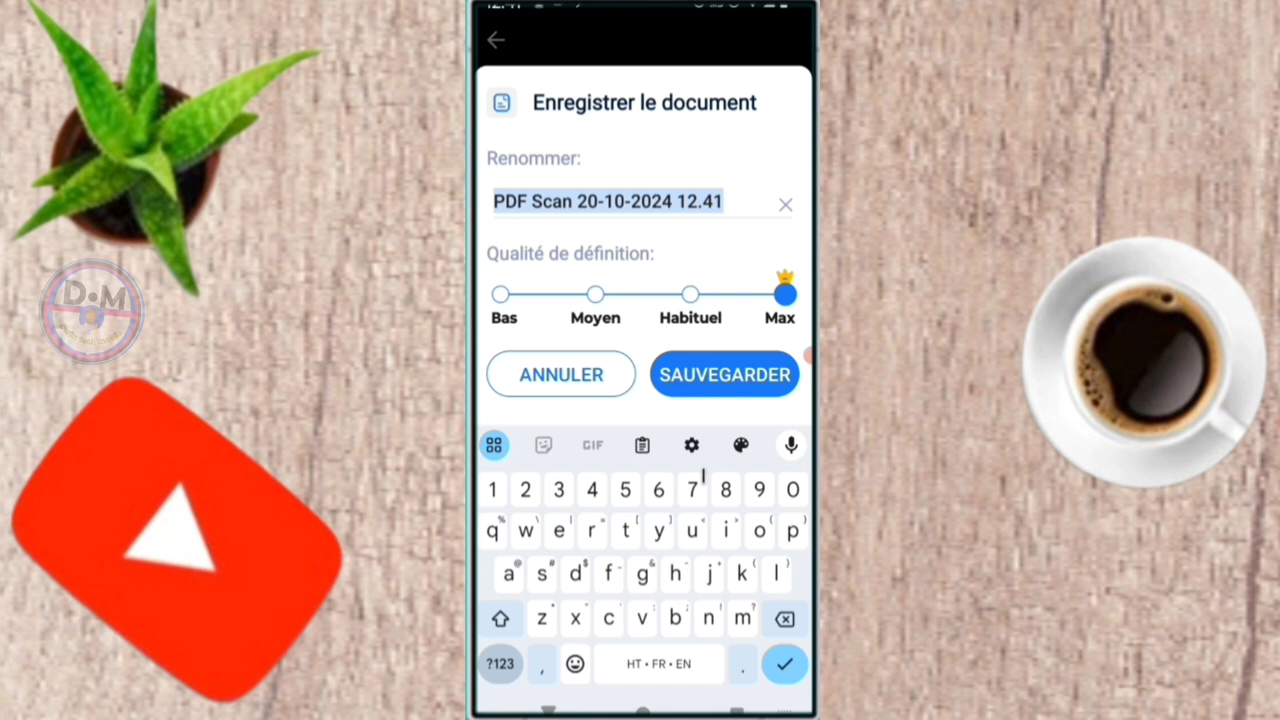 Enregistrer le document
Renommer:
PDF Scan 20-10-2024 12.41
Qualité de définition:
Bas Moyen Habituel Max
ANNULER SAUVEGARDER
GIF
1 2 3 4 5 6 7 8 9 0
q w e r t y u i o p
a s d f g h j k l
z x c v b n m
?123 , HT • FR • EN .
D•M